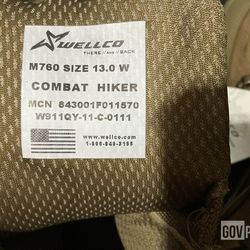 WELLCO
THERE //AND// BACK
M760 SIZE 13.0 W
COMBAT HIKER
MCN 843001F011570
W911QY-11-C-0111
www.wellco.com
1-800-840-3155
GOV